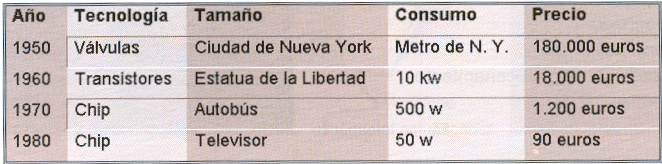 Año Tecnología Tamaño Consumo Precio
1950 Válvulas Ciudad de Nueva York Metro de N. Y. 180.000 euros
1960 Transistores Estatua de la Libertad 10 kw 18.000 euros
1970 Chip Autobús 500 w 1.200 euros
1980 Chip Televisor 50 w 90 euros